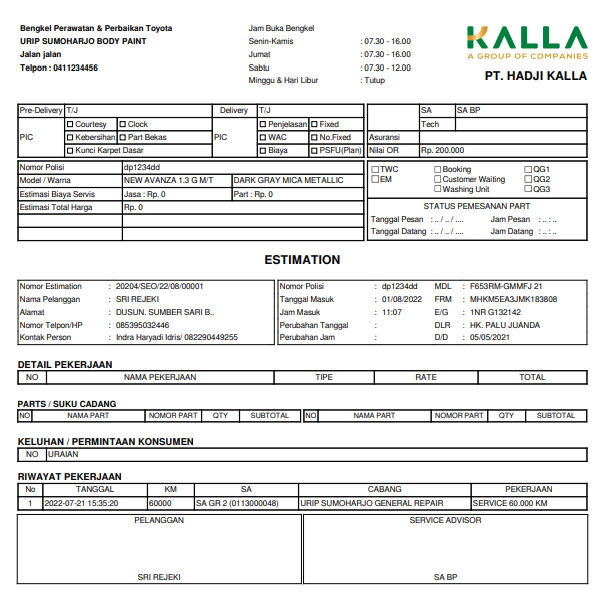 Bengkel Perawatan & Perbaikan Toyota
URIP SUMOHARJO BODY PAINT
Jalan jalan
Telpon : 0411234456
Jam Buka Bengkel
Senin-Kamis : 07.30 - 16.00
Jumat : 07.30 - 16.00
Sabtu : 07.30 - 12.00
Minggu & Hari Libur : Tutup
KALLA
A GROUP OF COMPANIES
PT. HADJI KALLA
Pre-Delivery T/J Delivery T/J
PIC Courtesy Clock PIC Penjelasan Fixed
Kebersihan Part Bekas WAC No.Fixed
Kunci Karpet Dasar Biaya PSFU(Plan)
SA SA BP
Tech
Asuransi
Nilai OR Rp. 200.000
Nomor Polisi dp1234dd
Model / Warna NEW AVANZA 1.3 G M/T DARK GRAY MICA METALLIC
Estimasi Biaya Servis Jasa : Rp. 0 Part : Rp. 0
Estimasi Total Harga Rp. 0
TWC Booking QG1
EM Customer Waiting QG2
Washing Unit QG3
STATUS PEMESANAN PART
Tanggal Pesan : .. / .. / .... Jam Pesan : .. : ..
Tanggal Datang : .. / .. / .... Jam Datang : .. : ..
ESTIMATION
Nomor Estimation : 20204/SEO/22/08/00001
Nama Pelanggan : SRI REJEKI
Alamat : DUSUN. SUMBER SARI B..
Nomor Telpon/HP : 085395032446
Kontak Person : Indra Haryadi Idris/ 082290449255
Nomor Polisi : dp1234dd MDL : F653RM-GMMFJ 21
Tanggal Masuk : 01/08/2022 FRM : MHKM5EA3JMK183808
Jam Masuk : 11:07 E/G : 1NR G132142
Perubahan Tanggal : DLR : HK. PALU JUANDA
Perubahan Jam : D/D : 05/05/2021
DETAIL PEKERJAAN
NO NAMA PEKERJAAN TIPE RATE TOTAL
PARTS / SUKU CADANG
NO NAMA PART NOMOR PART QTY SUBTOTAL NO NAMA PART NOMOR PART QTY SUBTOTAL
KELUHAN / PERMINTAAN KONSUMEN
NO URAIAN
RIWAYAT PEKERJAAN
No TANGGAL KM SA CABANG PEKERJAAN
1 2022-07-21 15:35:20 60000 SA GR 2 (0113000048) URIP SUMOHARJO GENERAL REPAIR SERVICE 60.000 KM
PELANGGAN SERVICE ADVISOR
SRI REJEKI SA BP